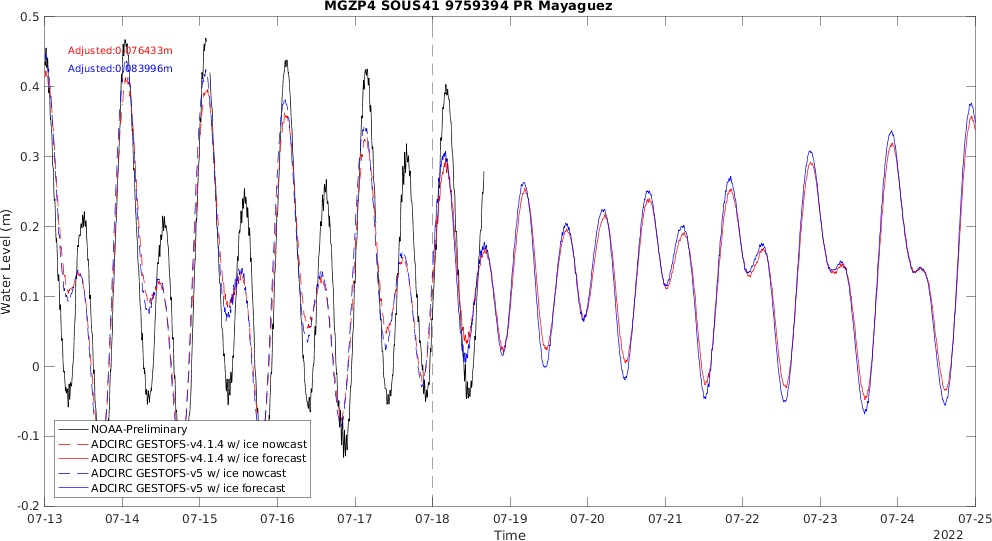 MGZP4 SOUS41 9759394 PR Mayaguez
Adjusted:0.076433m
Adjusted:0.083996m
Water Level (m)
0.5
0.4
0.3
0.2
0.1
0
-0.1
-0.2
NOAA-Preliminary
ADCIRC GESTOFS-v4.1.4 w/ ice nowcast
ADCIRC GESTOFS-v4.1.4 w/ ice forecast
ADCIRC GESTOFS-v5 w/ ice nowcast
ADCIRC GESTOFS-v5 w/ ice forecast
07-13 07-14 07-15 07-16 07-17 07-18 07-19 07-20 07-21 07-22 07-23 07-24 07-25
Time
2022